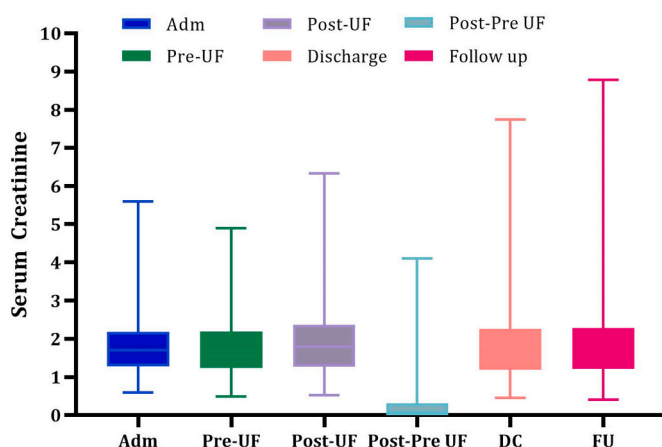 Adm
Post-UF
Post-Pre UF
Pre-UF
Discharge
Follow up
Serum Creatinine
10
9
8
7
6
5
4
3
2
1
0
Adm
Pre-UF
Post-UF
Post-Pre UF
DC
FU